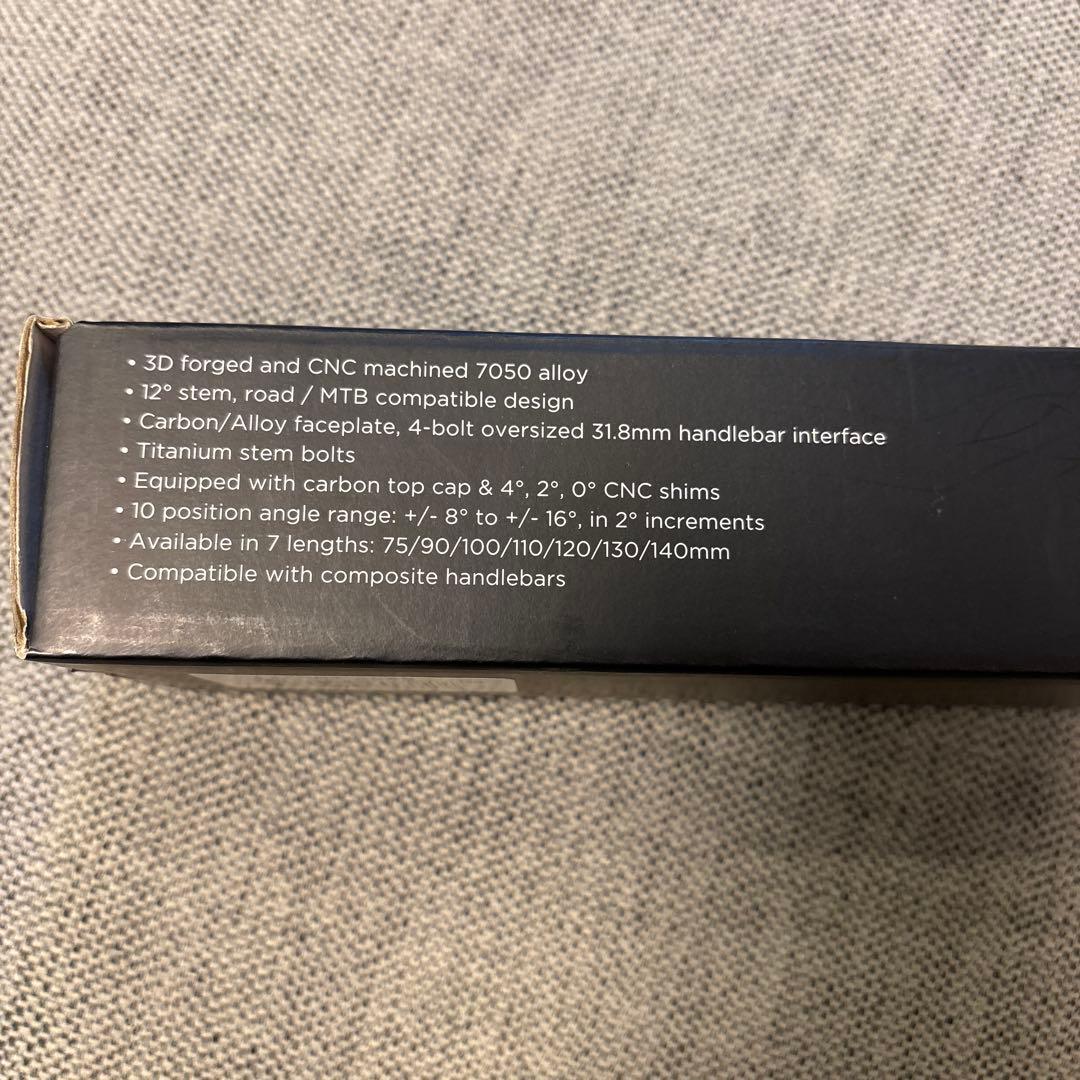 • 3D forged and CNC machined 7050 alloy
• 12° stem, road / MTB compatible design
• Carbon/Alloy faceplate, 4-bolt oversized 31.8mm handlebar interface
• Titanium stem bolts
• Equipped with carbon top cap & 4°, 2°, 0° CNC shims
• 10 position angle range: +/- 8° to +/- 16°, in 2° increments
• Available in 7 lengths: 75/90/100/110/120/130/140mm
• Compatible with composite handlebars